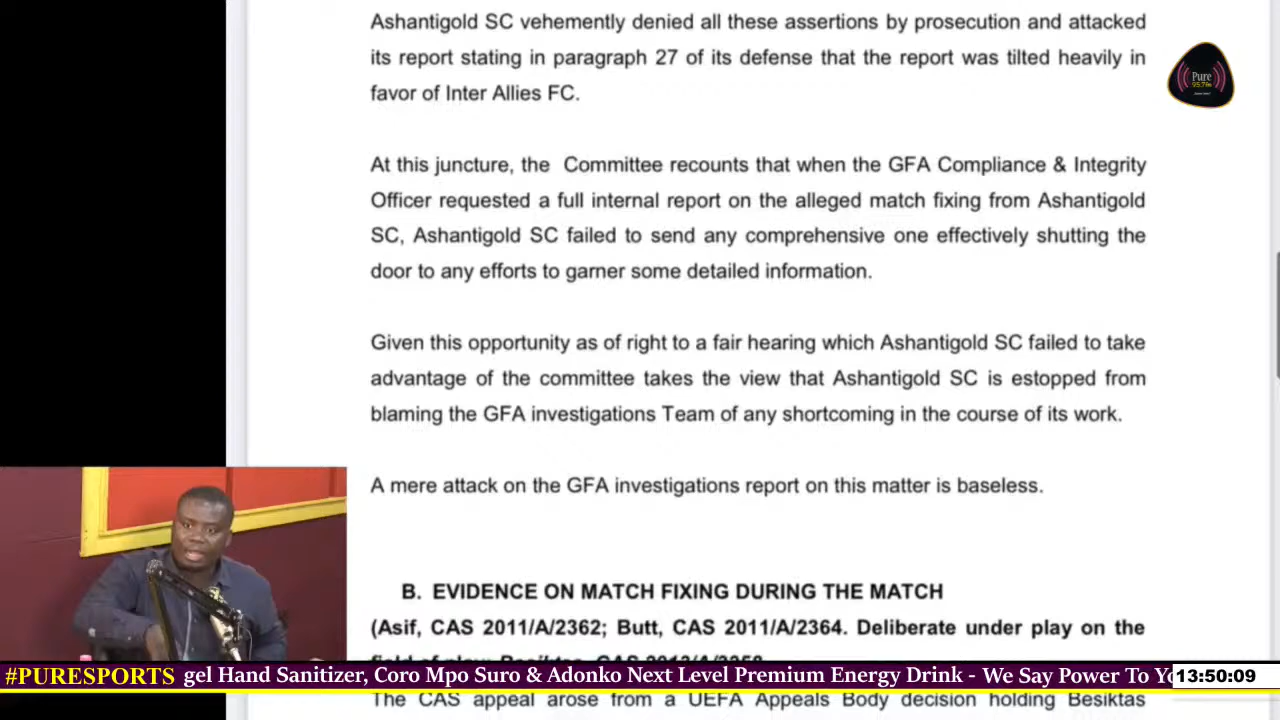 Ashantigold SC vehemently denied all these assertions by prosecution and attacked
its report stating in paragraph 27 of its defense that the report was tilted heavily in
favor of Inter Allies FC.
Pure
95.7fm
At this juncture, the Committee recounts that when the GFA Compliance & Integrity
Officer requested a full internal report on the alleged match fixing from Ashantigold
SC, Ashantigold SC failed to send any comprehensive one effectively shutting the
door to any efforts to garner some detailed information.
Given this opportunity as of right to a fair hearing which Ashantigold SC failed to take
advantage of the committee takes the view that Ashantigold SC is estopped from
blaming the GFA investigations Team of any shortcoming in the course of its work.
A mere attack on the GFA investigations report on this matter is baseless.
B. EVIDENCE ON MATCH FIXING DURING THE MATCH
(Asif, CAS 2011/A/2362; Butt, CAS 2011/A/2364. Deliberate under play on the
#PURESPORTS gel Hand Sanitizer, Coro Mpo Suro & Adonko Next Level Premium Energy Drink - We Say Power To Yo 13:50:09
The CAS appeal arose from a UEFA Appeals Body decision holding Besiktas